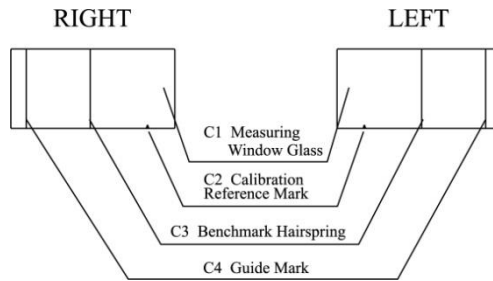 RIGHT
LEFT
C1 Measuring
Window Glass
C2 Calibration
Reference Mark
C3 Benchmark Hairspring
C4 Guide Mark